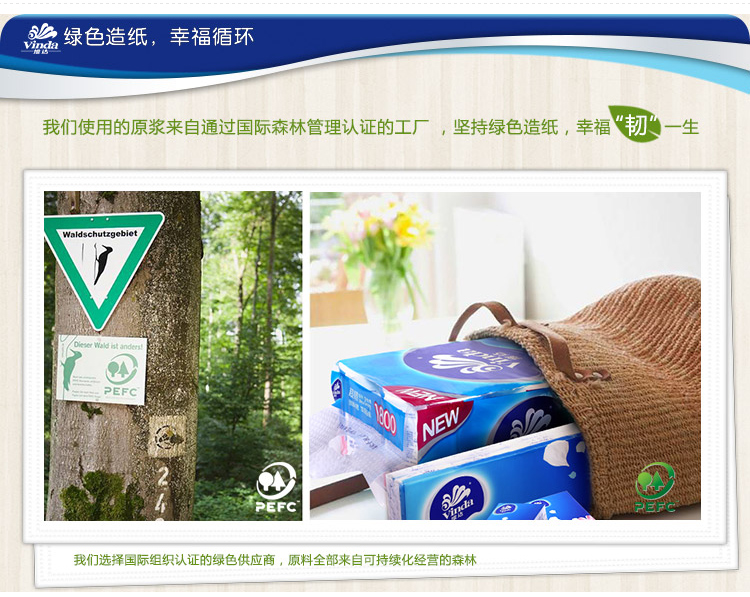 Vinda
维达
绿色造纸，幸福循环
我们使用的原浆来自通过国际森林管理认证的工厂，坚持绿色造纸，幸福“韧”一生
Waldschutzgebiet
Dieser Wald ist anders!
PEFC
24
PEFC
Vinda
NEW
1800
NEW
Vinda
维达
PEFC
我们选择国际组织认证的绿色供应商，原料全部来自可持续化经营的森林